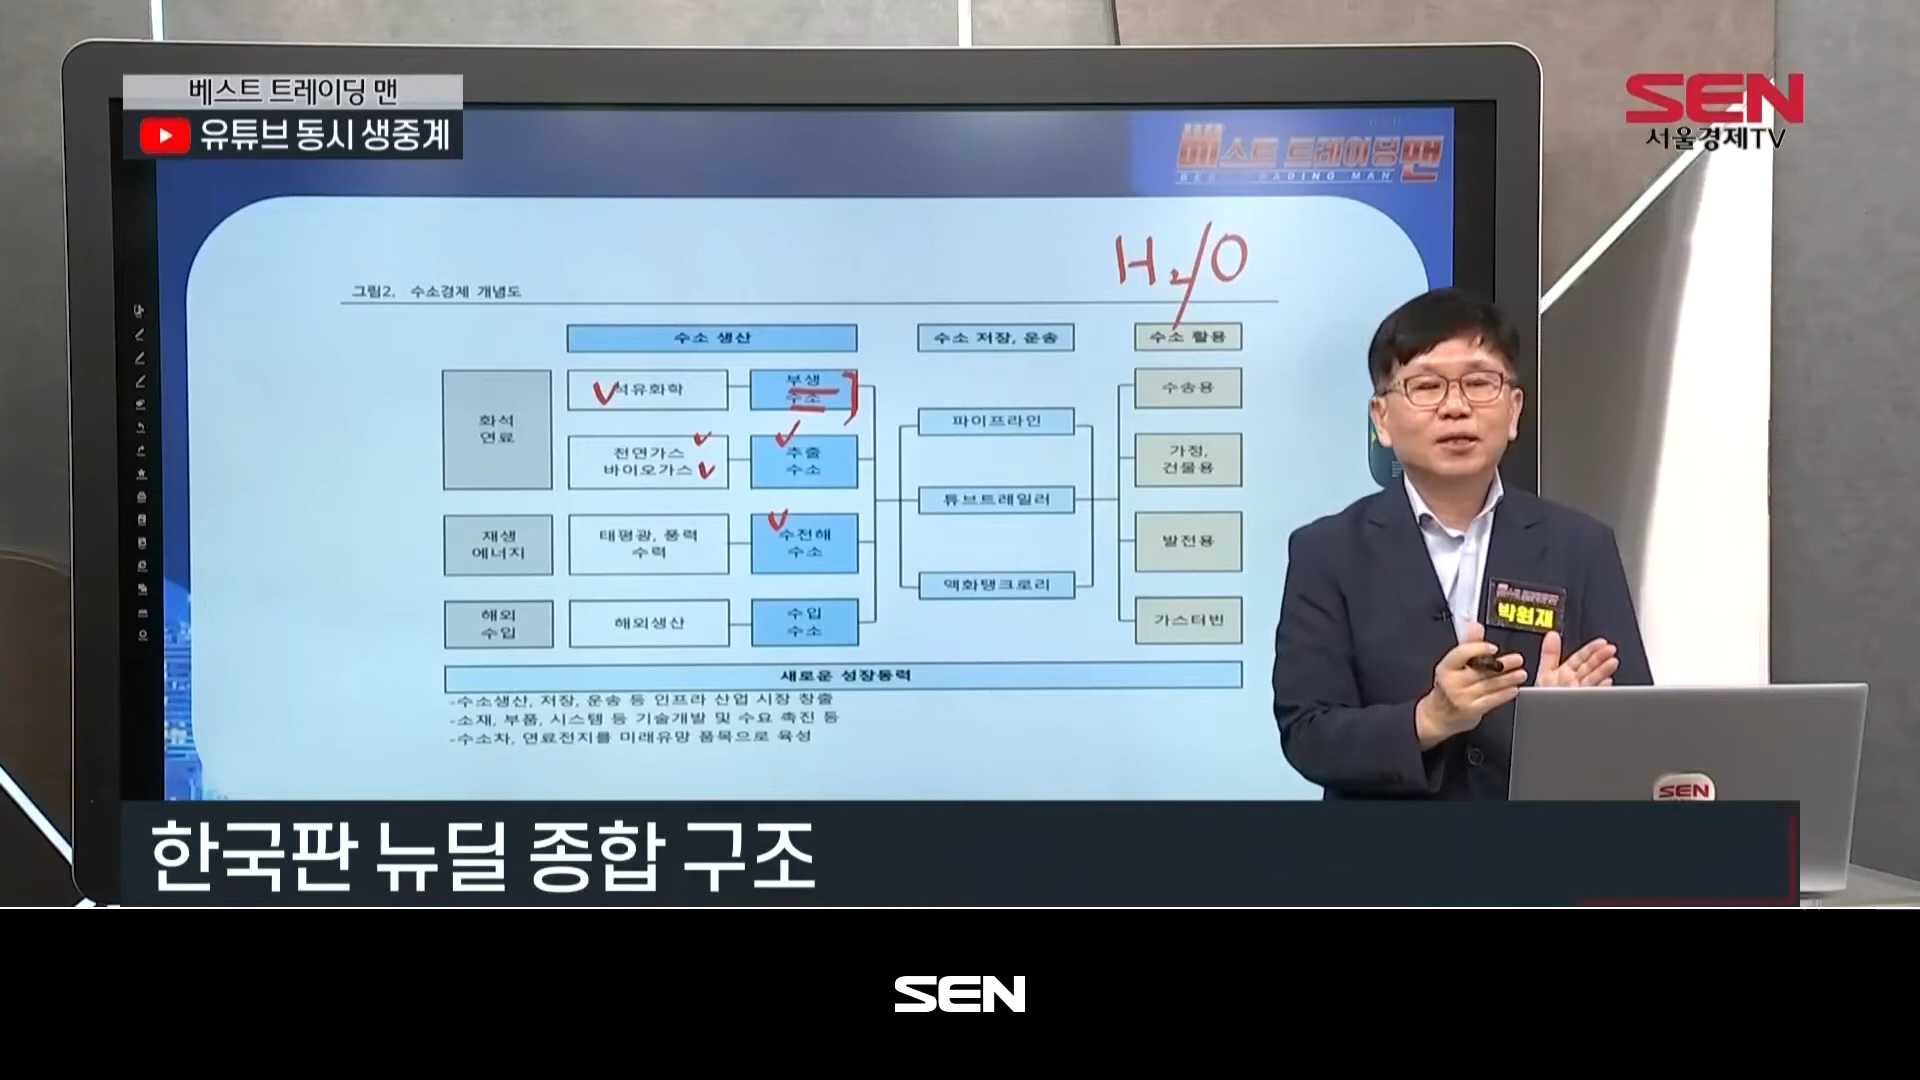 베스트 트레이딩 맨
유튜브 동시 생중계
SEN
서울경제TV
베스트 트레이딩맨
H₂O
그림2. 수소경제 개념도
수소 생산
수소 저장, 운송
수소 활용
화석
연료
석유화학
부생
수소
천연가스
바이오가스
추출
수소
재생
에너지
태평광, 풍력
수력
수전해
수소
해외
수입
해외생산
수입
수소
파이프라인
튜브트레일러
액화탱크로리
수송용
가정,
건물용
발전용
가스터빈
새로운 성장동력
-수소생산, 저장, 운송 등 인프라 산업 시장 창출
-소재, 부품, 시스템 등 기술개발 및 수요 촉진 등
-수소차, 연료전지를 미래유망 품목으로 육성
박원재
SEN
한국판 뉴딜 종합 구조
SEN